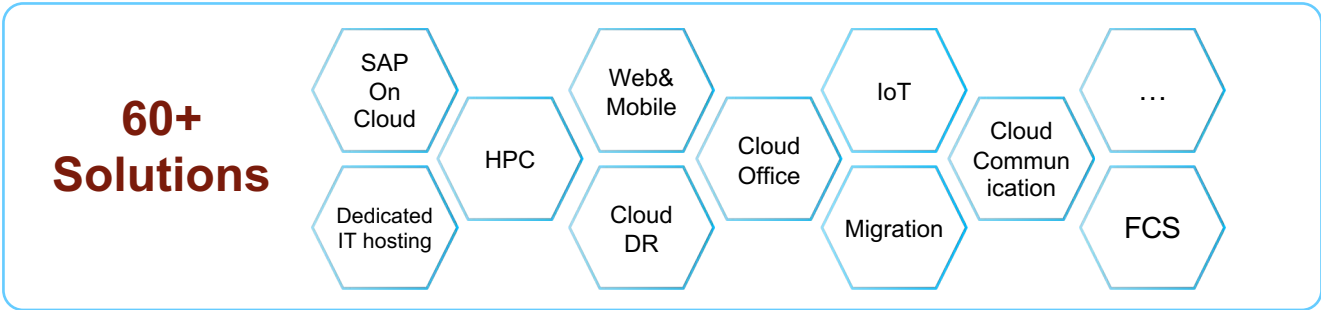 60+
Solutions
SAP
On
Cloud
Dedicated
IT hosting
HPC
Web&
Mobile
Cloud
DR
Cloud
Office
IoT
Migration
Cloud
Commun
ication
…
FCS